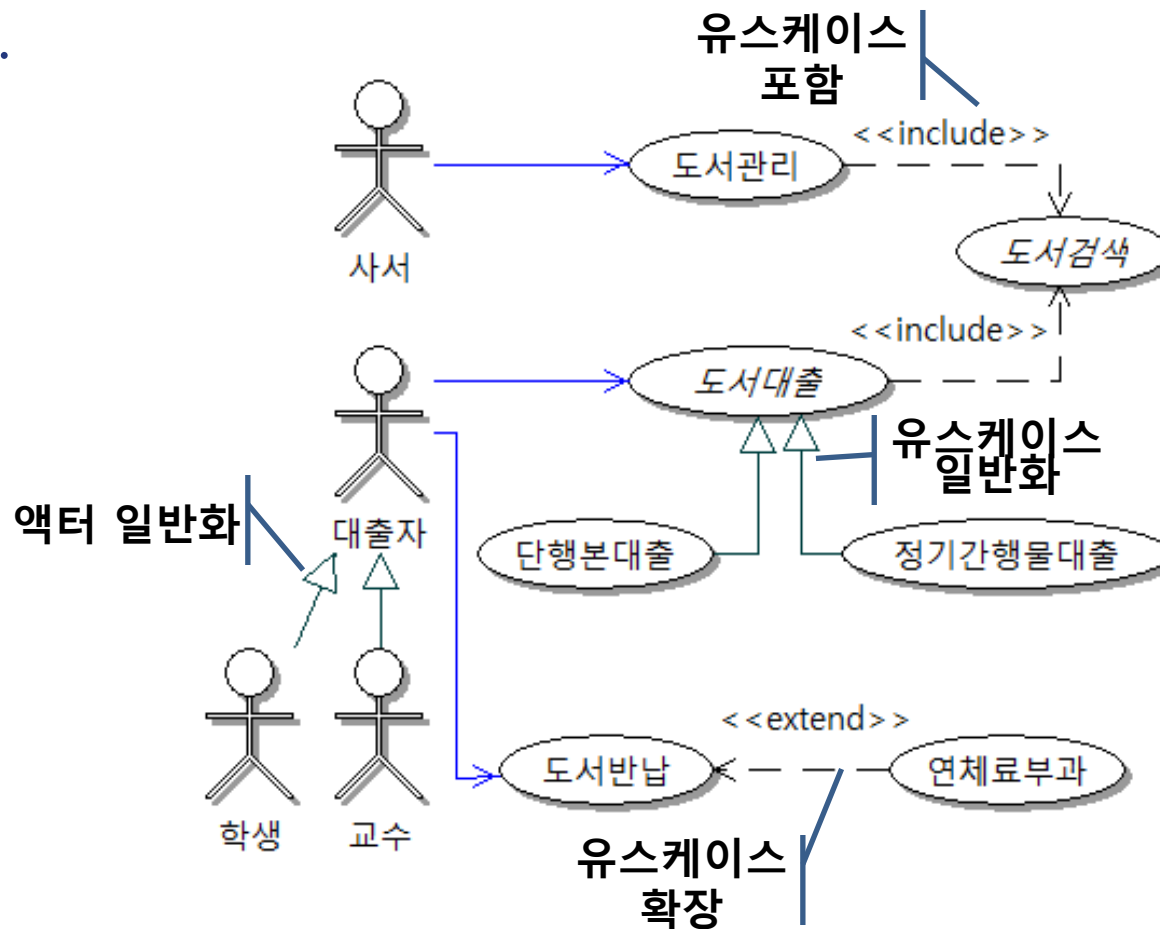 .
유스케이스
포함
<<include>>
도서관리
도서검색
사서
<<include>>
도서대출
유스케이스
일반화
액터 일반화
대출자
단행본대출
정기간행물대출
<<extend>>
도서반납
연체료부과
학생
교수
유스케이스
확장